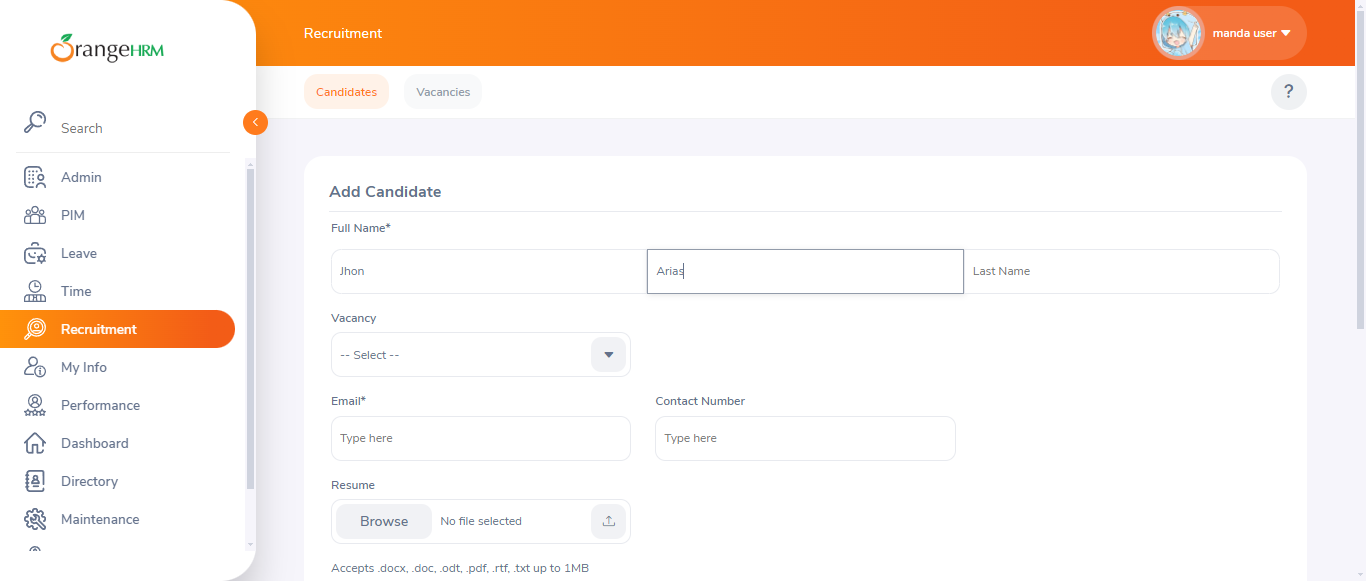 OrangeHRM
Recruitment
manda user
Candidates
Vacancies
?
Search
Admin
PIM
Leave
Time
Recruitment
My Info
Performance
Dashboard
Directory
Maintenance
Add Candidate
Full Name*
Jhon
Arias
Last Name
Vacancy
-- Select --
Email*
Contact Number
Type here
Type here
Resume
Browse
No file selected
Accepts .docx, .doc, .odt, .pdf, .rtf, .txt up to 1MB